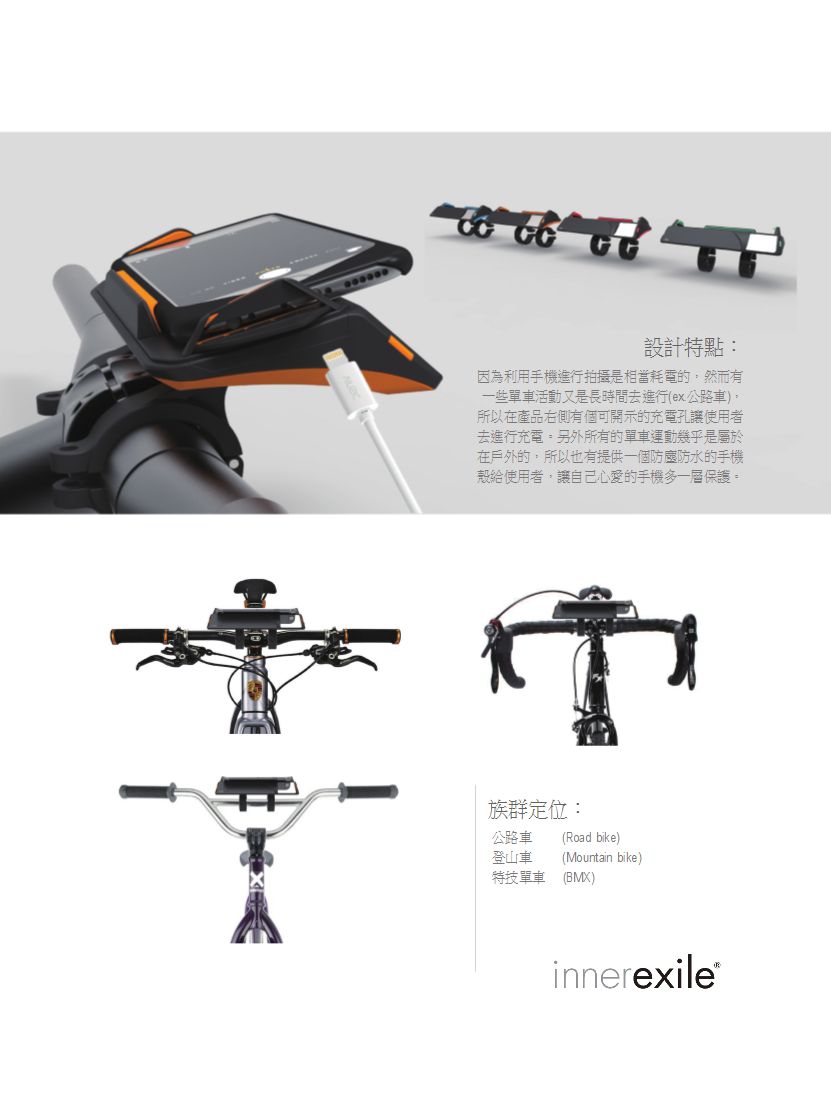 設計特點：
因為利用手機進行拍攝是相當耗電的，然而有
一些單車活動又是長時間去進行(ex.公路車)，
所以在產品右側有個可開示的充電孔讓使用者
去進行充電。另外所有的單車運動幾乎是屬於
在戶外的，所以也有提供一個防塵防水的手機
殼給使用者，讓自己心愛的手機多一層保護。
族群定位：
公路車 (Road bike)
登山車 (Mountain bike)
特技單車 (BMX)
innerexile®